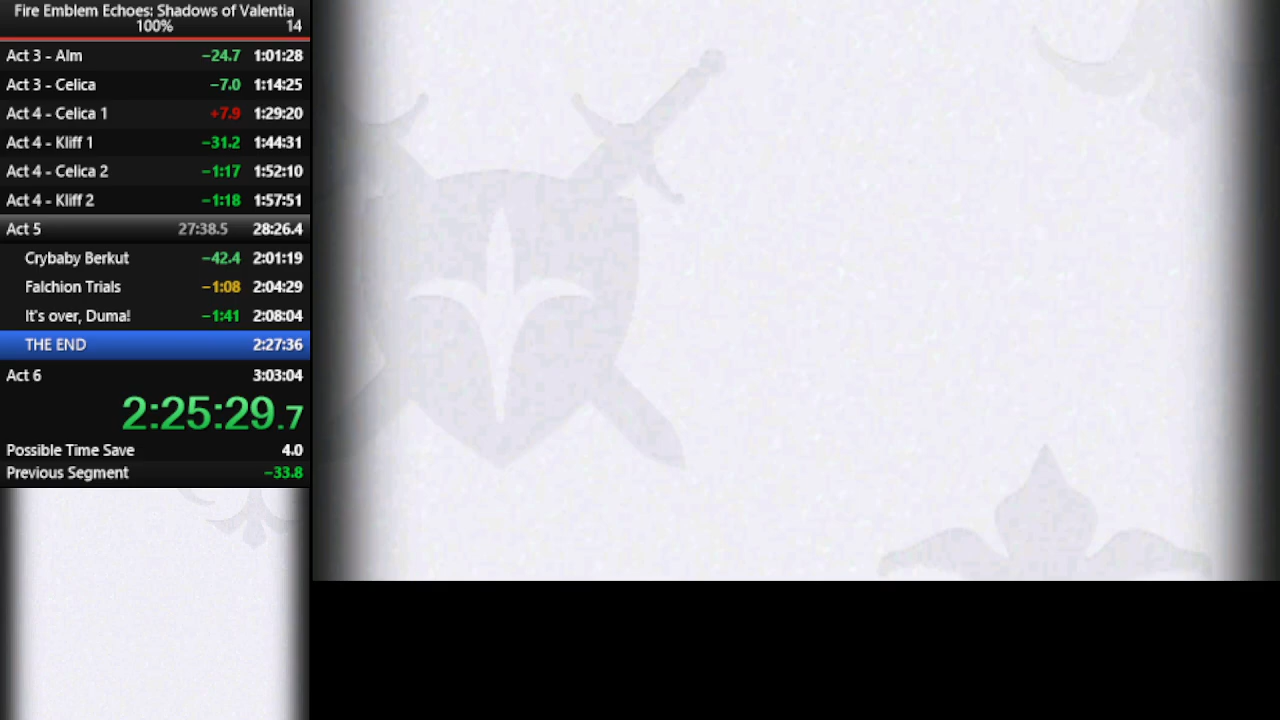 Fire Emblem Echoes: Shadows of Valentia
100% 14
Act 3 - Alm −24.7 1:01:28
Act 3 - Celica −7.0 1:14:25
Act 4 - Celica 1 +7.9 1:29:20
Act 4 - Kliff 1 −31.2 1:44:31
Act 4 - Celica 2 −1:17 1:52:10
Act 4 - Kliff 2 −1:18 1:57:51
Act 5 27:38.5 28:26.4
Crybaby Berkut −42.4 2:01:19
Falchion Trials −1:08 2:04:29
It's over, Duma! −1:41 2:08:04
THE END 2:27:36
Act 6 3:03:04
2:25:29.7
Possible Time Save 4.0
Previous Segment −33.8